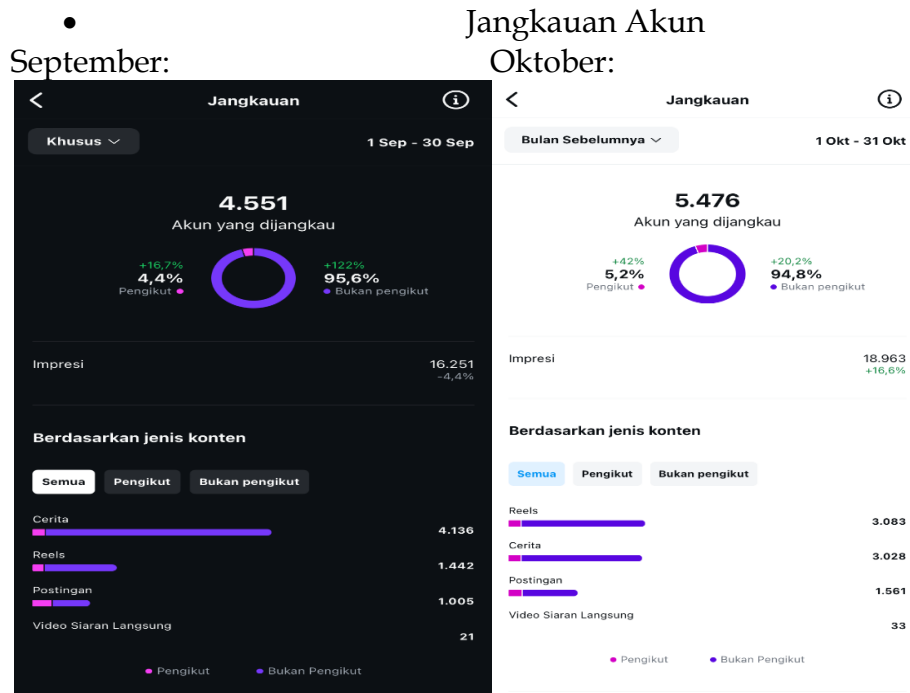 • Jangkauan Akun
September:
Jangkauan
Khusus
1 Sep - 30 Sep
4.551
Akun yang dijangkau
+16,7%
4,4%
Pengikut
+122%
95,6%
Bukan pengikut
Impresi
16.251
-4,4%
Berdasarkan jenis konten
Semua Pengikut Bukan pengikut
Cerita
4.136
Reels
1.442
Postingan
1.005
Video Siaran Langsung
21
Pengikut Bukan Pengikut
Oktober:
Jangkauan
Bulan Sebelumnya
1 Okt - 31 Okt
5.476
Akun yang dijangkau
+42%
5,2%
Pengikut
+20,2%
94,8%
Bukan pengikut
Impresi
18.963
+16,6%
Berdasarkan jenis konten
Semua Pengikut Bukan pengikut
Reels
3.083
Cerita
3.028
Postingan
1.561
Video Siaran Langsung
33
Pengikut Bukan Pengikut